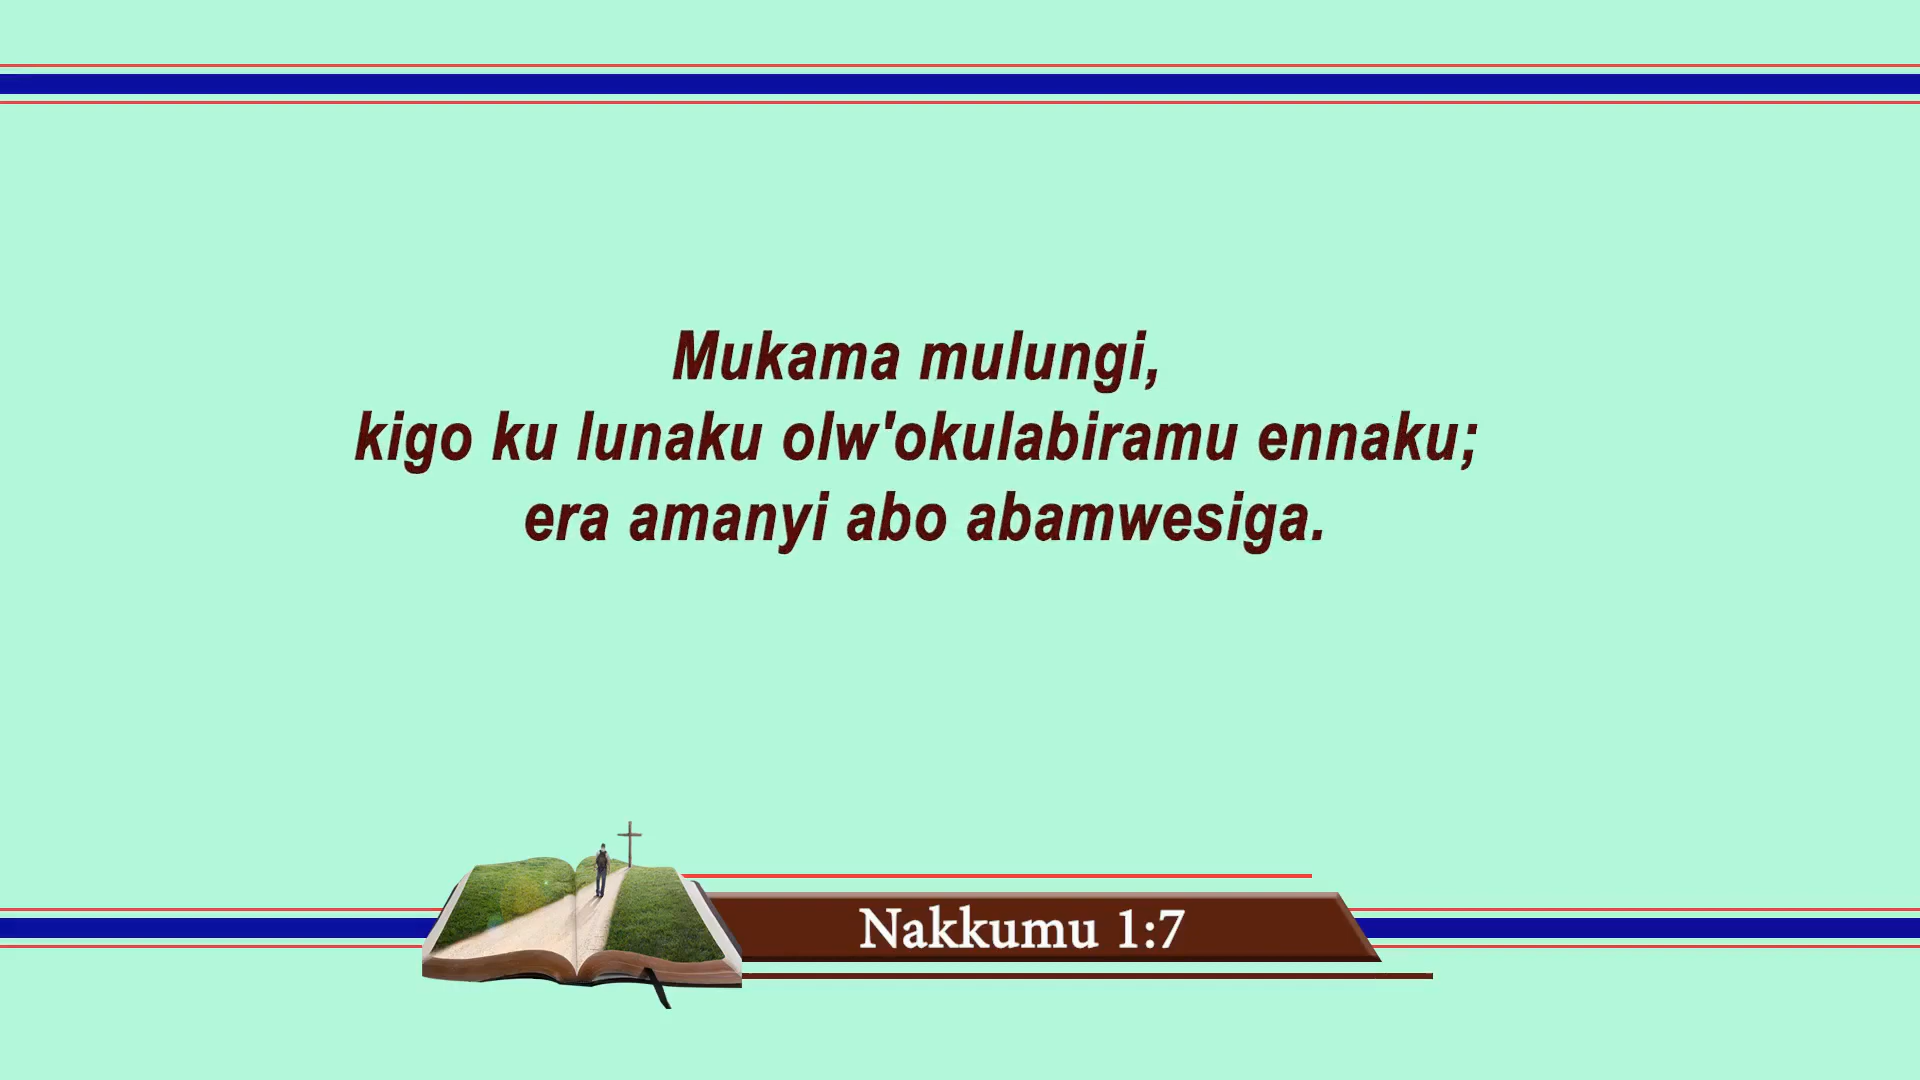 Mukama mulungi,
kigo ku lunaku olw'okulabiramu ennaku;
era amanyi abo abamwesiga.
Nakkumu 1:7